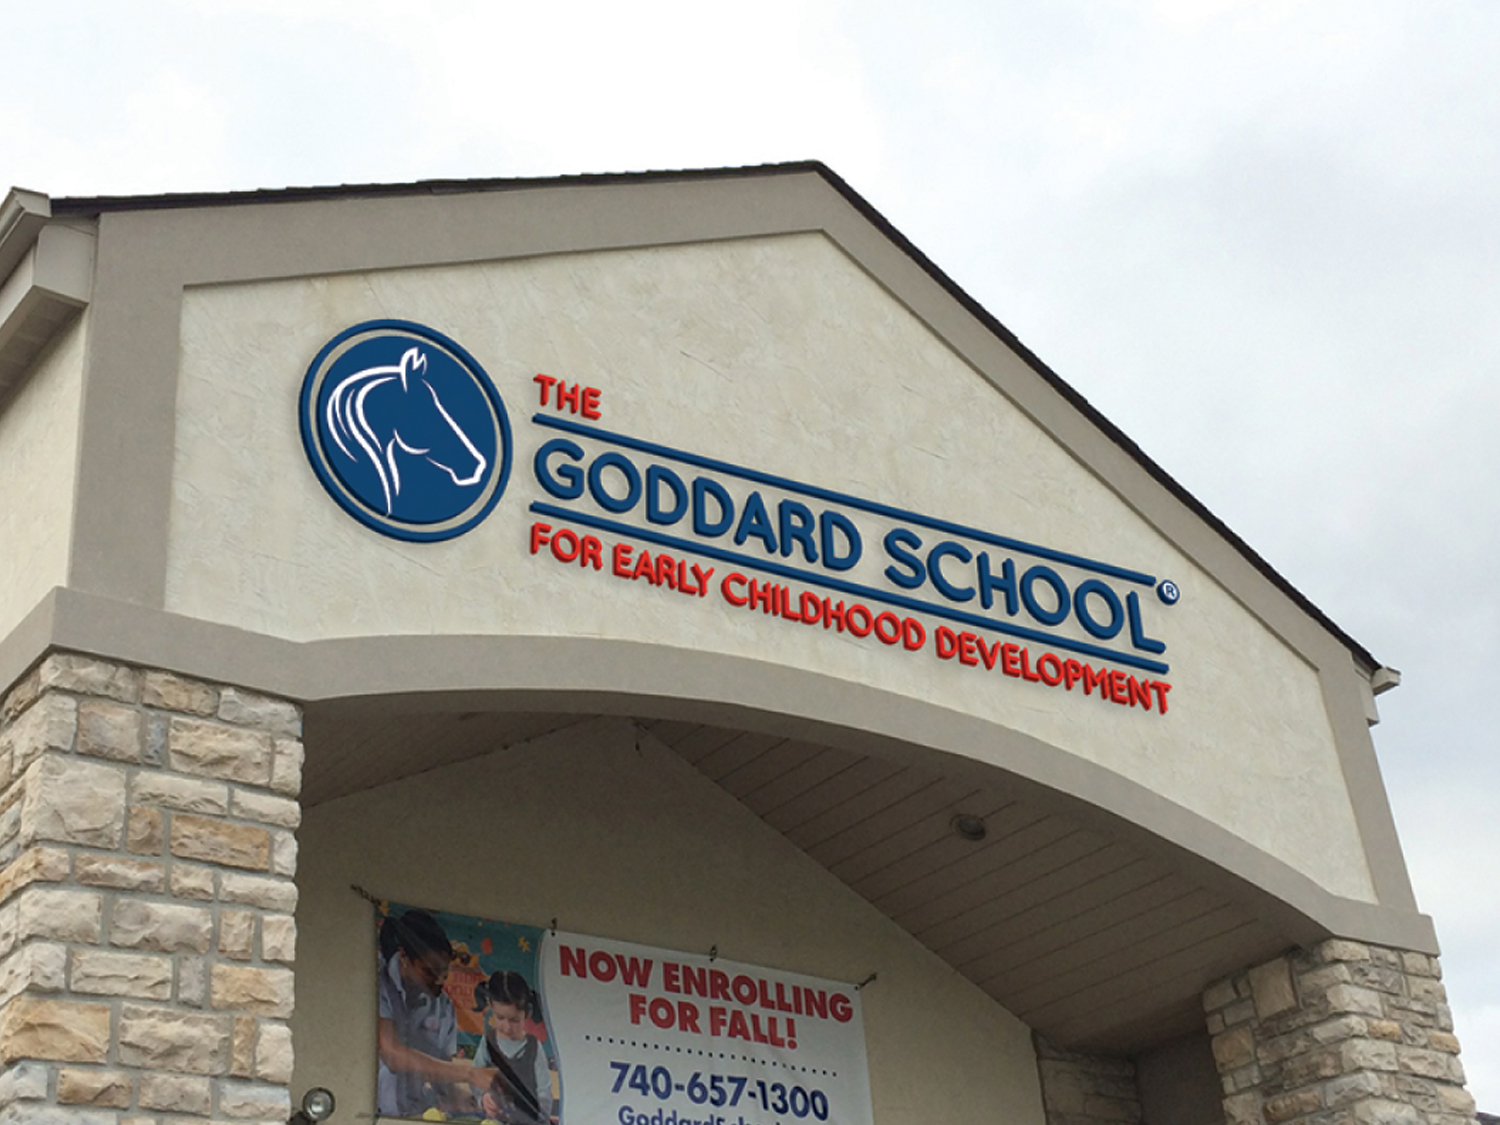 THE
GODDARD SCHOOL®
FOR EARLY CHILDHOOD DEVELOPMENT
NOW ENROLLING
FOR FALL!
740-657-1300